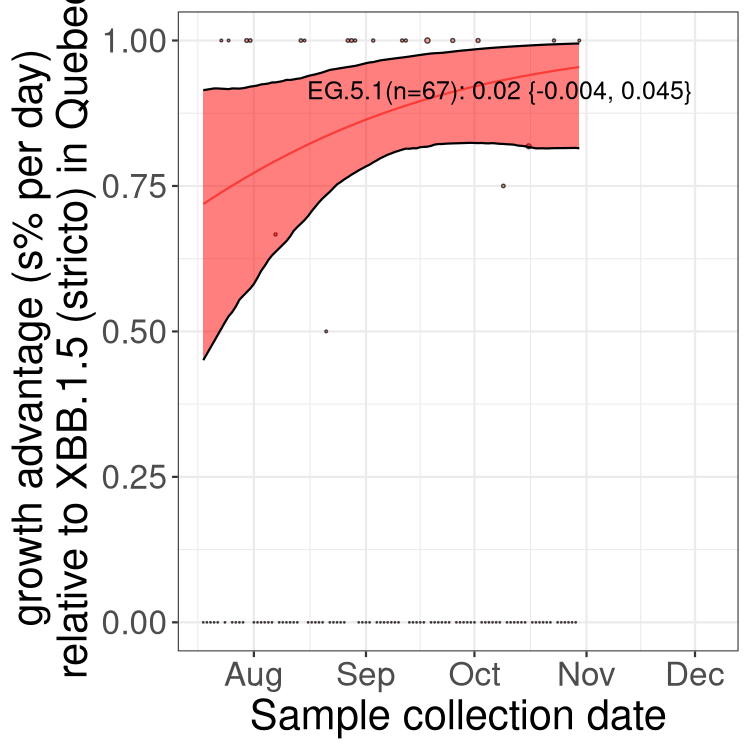 growth advantage (s% per day)
relative to XBB.1.5 (stricto) in Quebec
1.00
0.75
0.50
0.25
0.00
EG.5.1(n=67): 0.02 {-0.004, 0.045}
Aug Sep Oct Nov Dec
Sample collection date